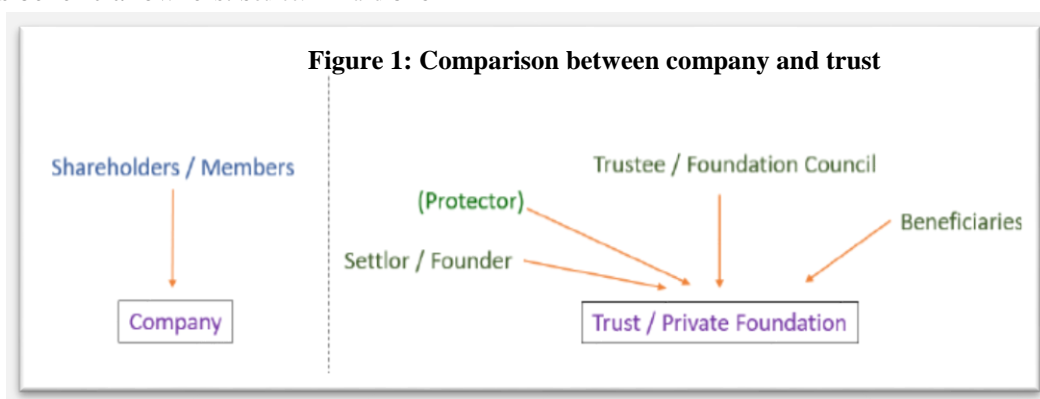 Figure 1: Comparison between company and trust
Shareholders / Members
Company
Trustee / Foundation Council
(Protector)
Beneficiaries
Settlor / Founder
Trust / Private Foundation